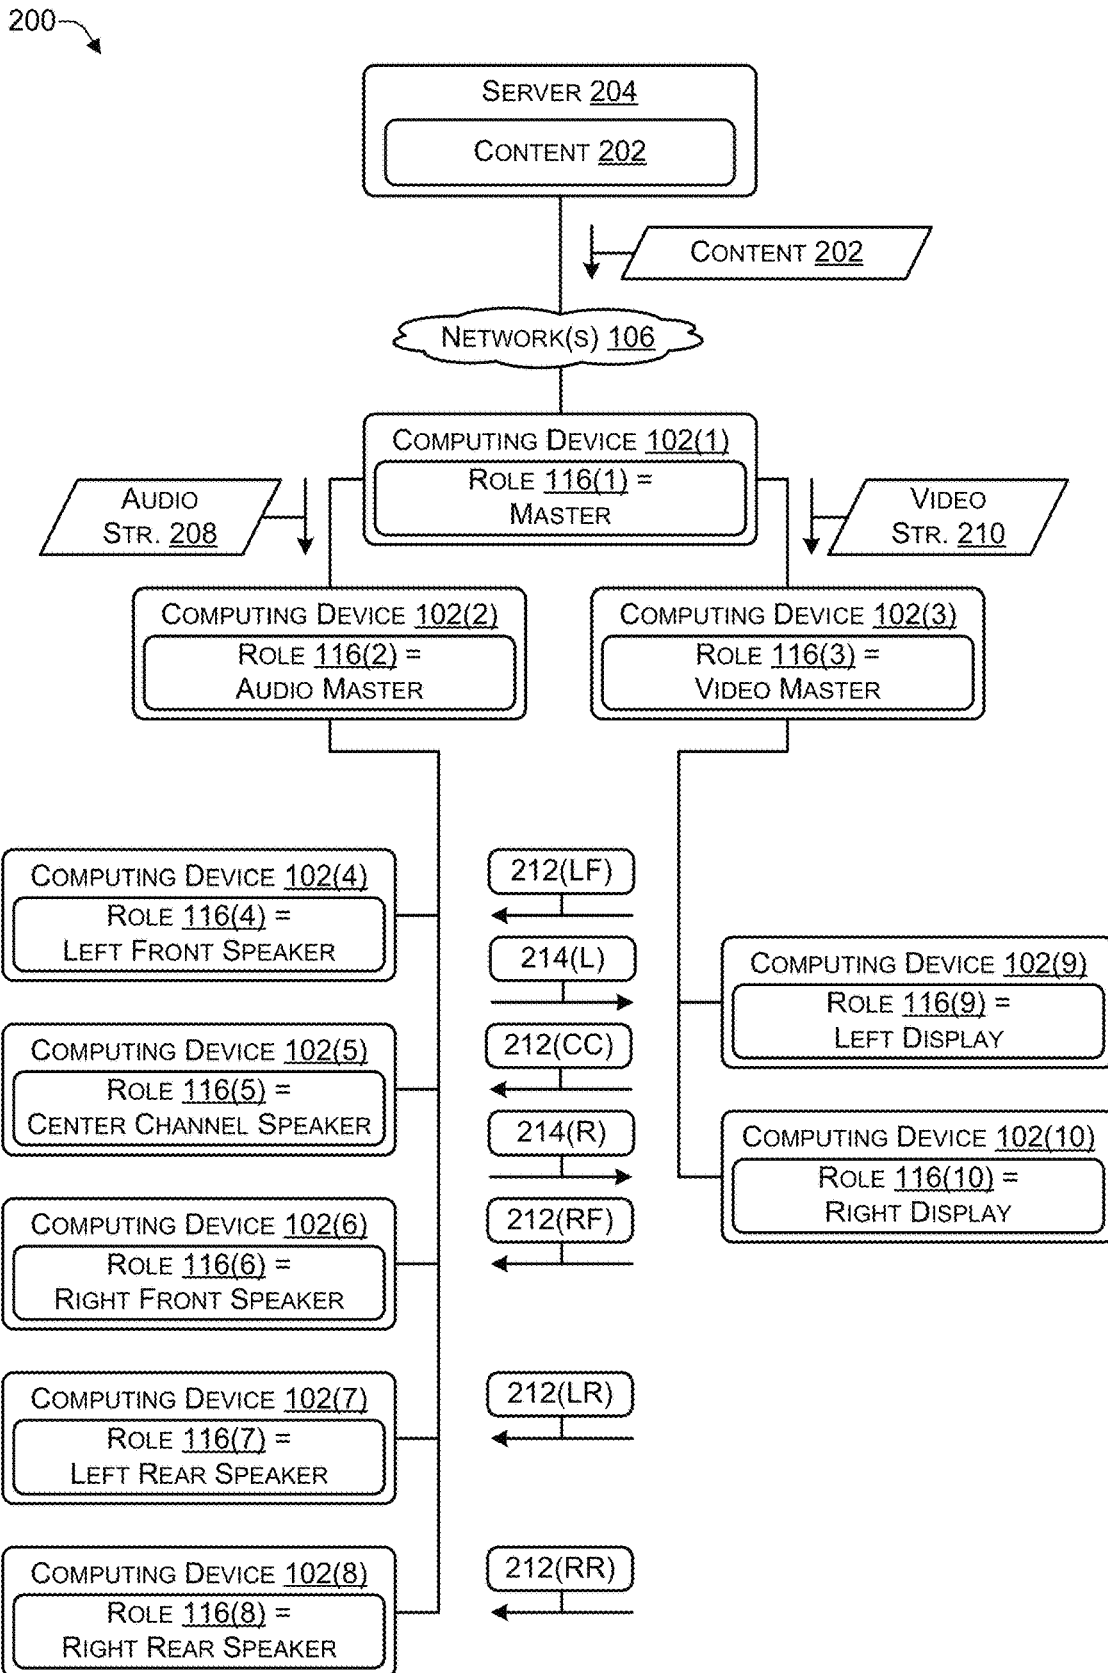 200
SERVER 204
CONTENT 202
CONTENT 202
NETWORK(S) 106
COMPUTING DEVICE 102(1)
ROLE 116(1) =
MASTER
AUDIO
STR. 208
VIDEO
STR. 210
COMPUTING DEVICE 102(2)
ROLE 116(2) =
AUDIO MASTER
COMPUTING DEVICE 102(3)
ROLE 116(3) =
VIDEO MASTER
COMPUTING DEVICE 102(4)
ROLE 116(4) =
LEFT FRONT SPEAKER
212(LF)
214(L)
COMPUTING DEVICE 102(9)
ROLE 116(9) =
LEFT DISPLAY
COMPUTING DEVICE 102(5)
ROLE 116(5) =
CENTER CHANNEL SPEAKER
212(CC)
214(R)
COMPUTING DEVICE 102(10)
ROLE 116(10) =
RIGHT DISPLAY
COMPUTING DEVICE 102(6)
ROLE 116(6) =
RIGHT FRONT SPEAKER
212(RF)
COMPUTING DEVICE 102(7)
ROLE 116(7) =
LEFT REAR SPEAKER
212(LR)
COMPUTING DEVICE 102(8)
ROLE 116(8) =
RIGHT REAR SPEAKER
212(RR)